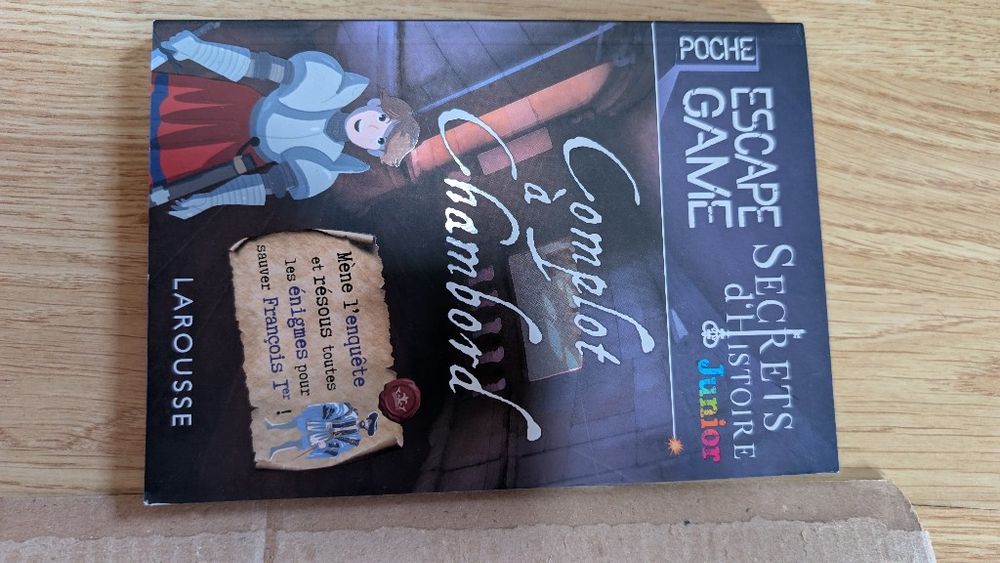 POCHE
ESCAPE
GAME
SECRETS
d'HISTOIRE
Junior
Complot
à
Chambord
Mène l'enquête
et résous toutes
les énigmes pour
sauver François Ier !
LAROUSSE